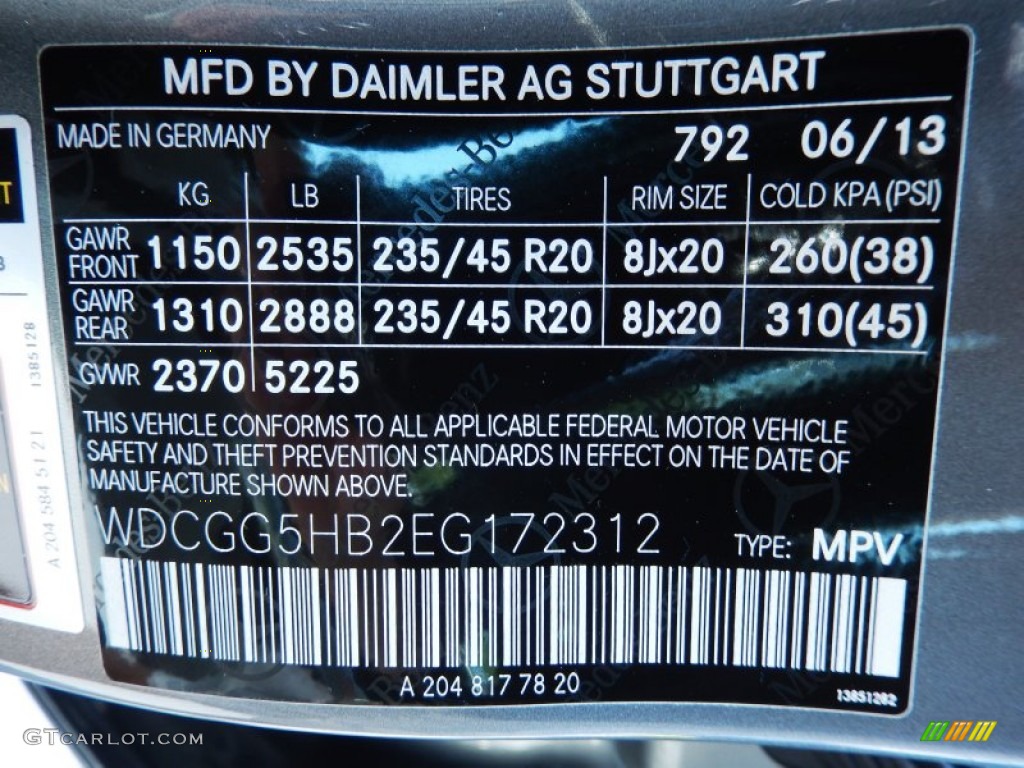 MFD BY DAIMLER AG STUTTGART
MADE IN GERMANY 792 06/13
KG LB TIRES RIM SIZE COLD KPA (PSI)
GAWR FRONT 1150 2535 235/45 R20 8Jx20 260(38)
GAWR REAR 1310 2888 235/45 R20 8Jx20 310(45)
GVWR 2370 5225
THIS VEHICLE CONFORMS TO ALL APPLICABLE FEDERAL MOTOR VEHICLE
SAFETY AND THEFT PREVENTION STANDARDS IN EFFECT ON THE DATE OF
MANUFACTURE SHOWN ABOVE.
WDCGG5HB2EG172312 TYPE: MPV
A 204 817 78 20
13851282
A 204 584 51 21 1385128
GTCARLOT.COM